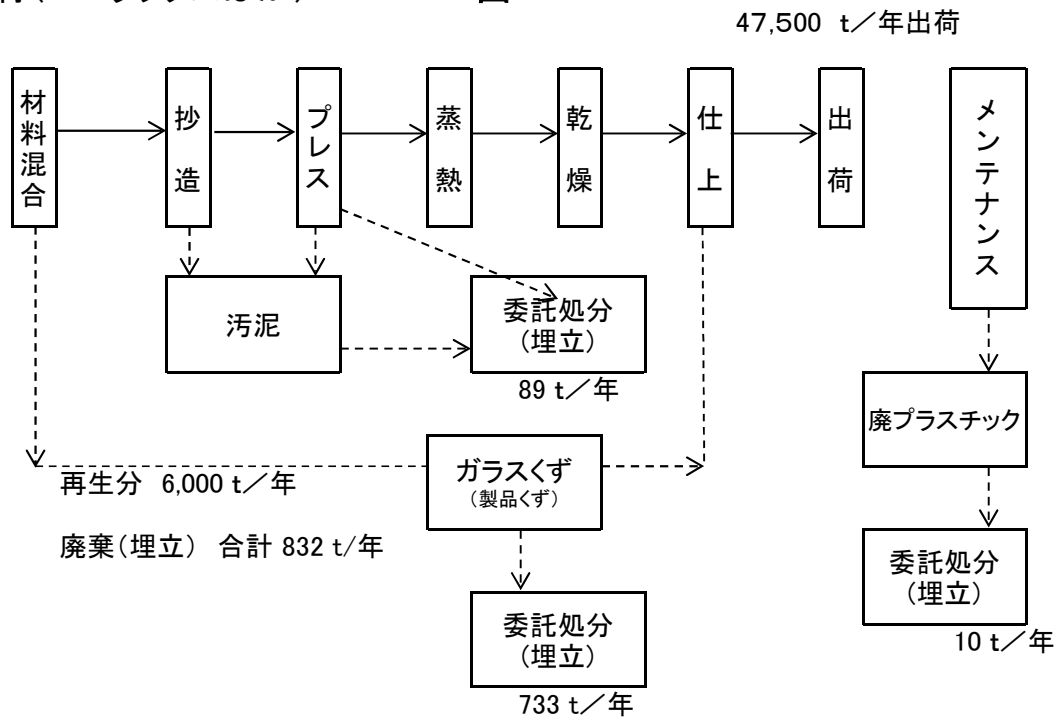 47,500 t／年出荷
材料混合
抄造
プレス
蒸熱
乾燥
仕上
出荷
メンテナンス
汚泥
委託処分
(埋立)
89 t／年
廃プラスチック
ガラスくず
(製品くず)
再生分 6,000 t／年
廃棄(埋立) 合計 832 t/年
委託処分
(埋立)
10 t／年
委託処分
(埋立)
733 t／年